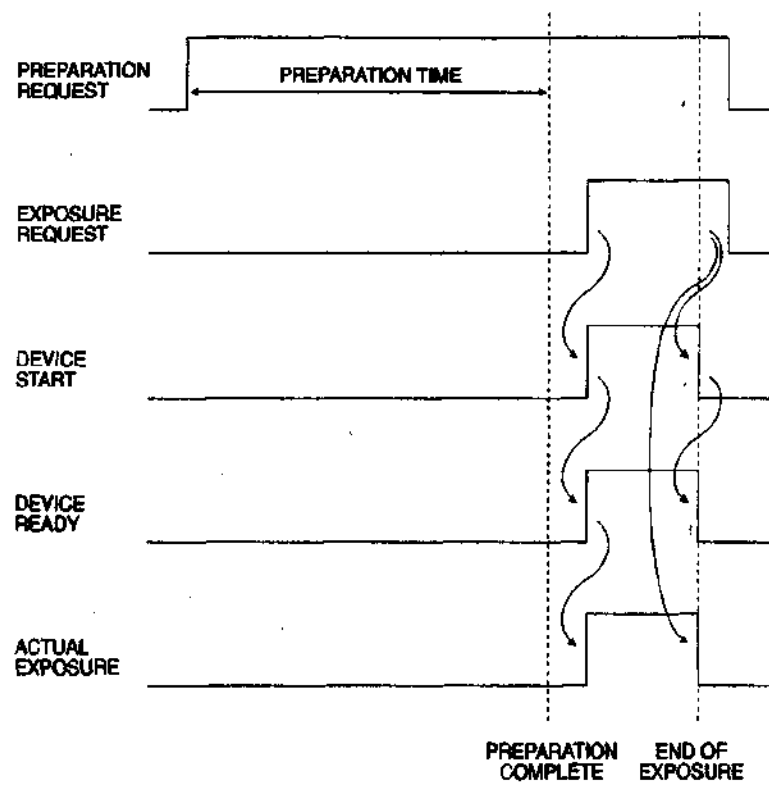 PREPARATION
REQUEST
PREPARATION TIME
EXPOSURE
REQUEST
DEVICE
START
DEVICE
READY
ACTUAL
EXPOSURE
PREPARATION
COMPLETE
END OF
EXPOSURE